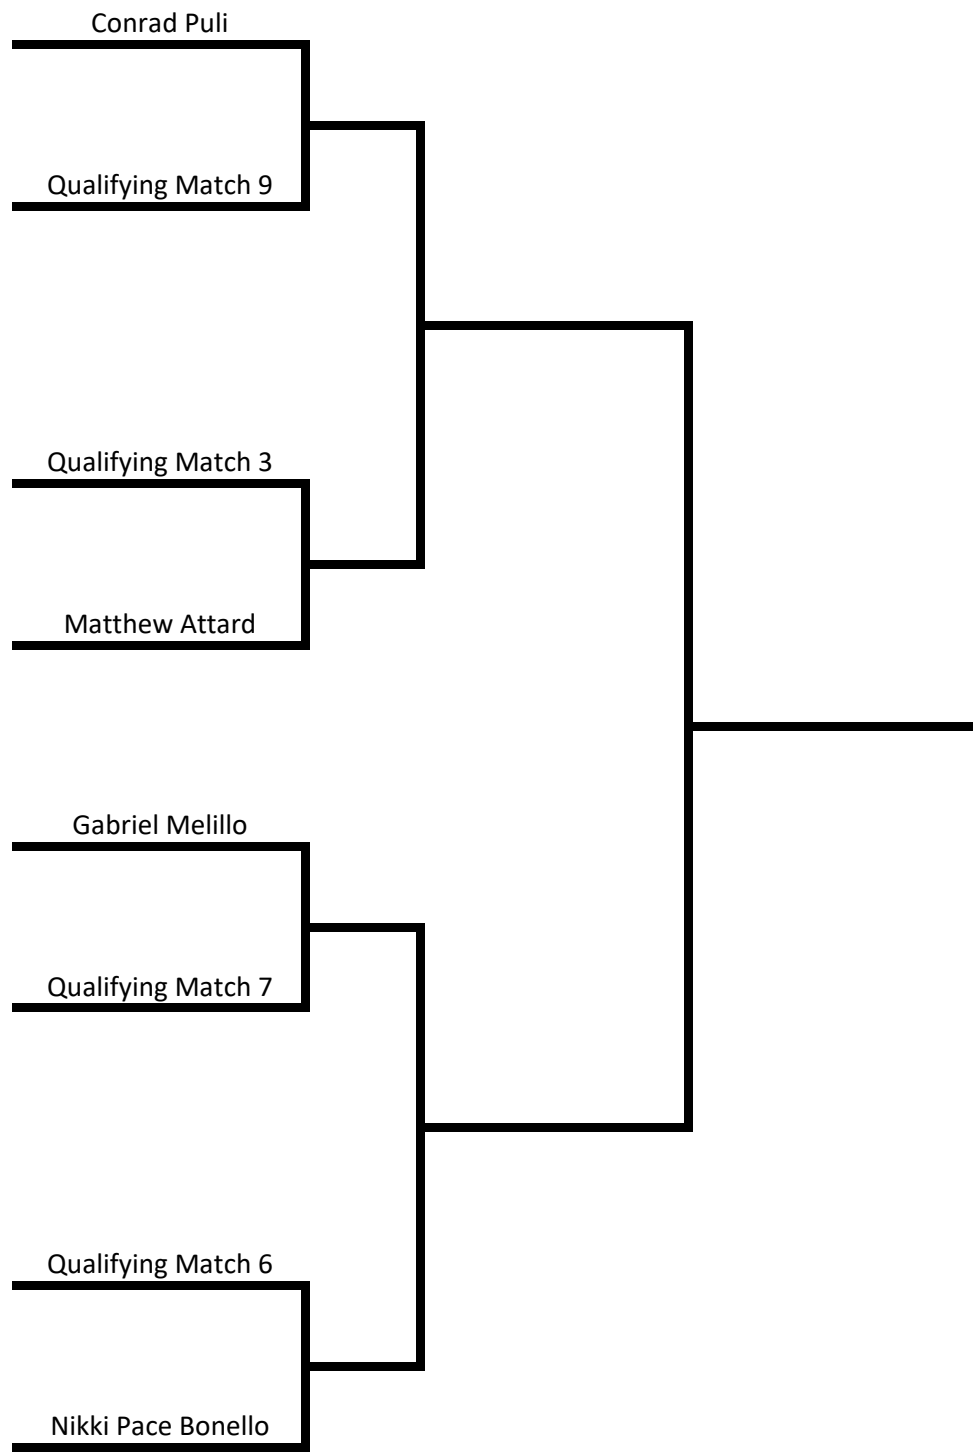 Conrad Puli
Qualifying Match 9
Qualifying Match 3
Matthew Attard
Gabriel Melillo
Qualifying Match 7
Qualifying Match 6
Nikki Pace Bonello